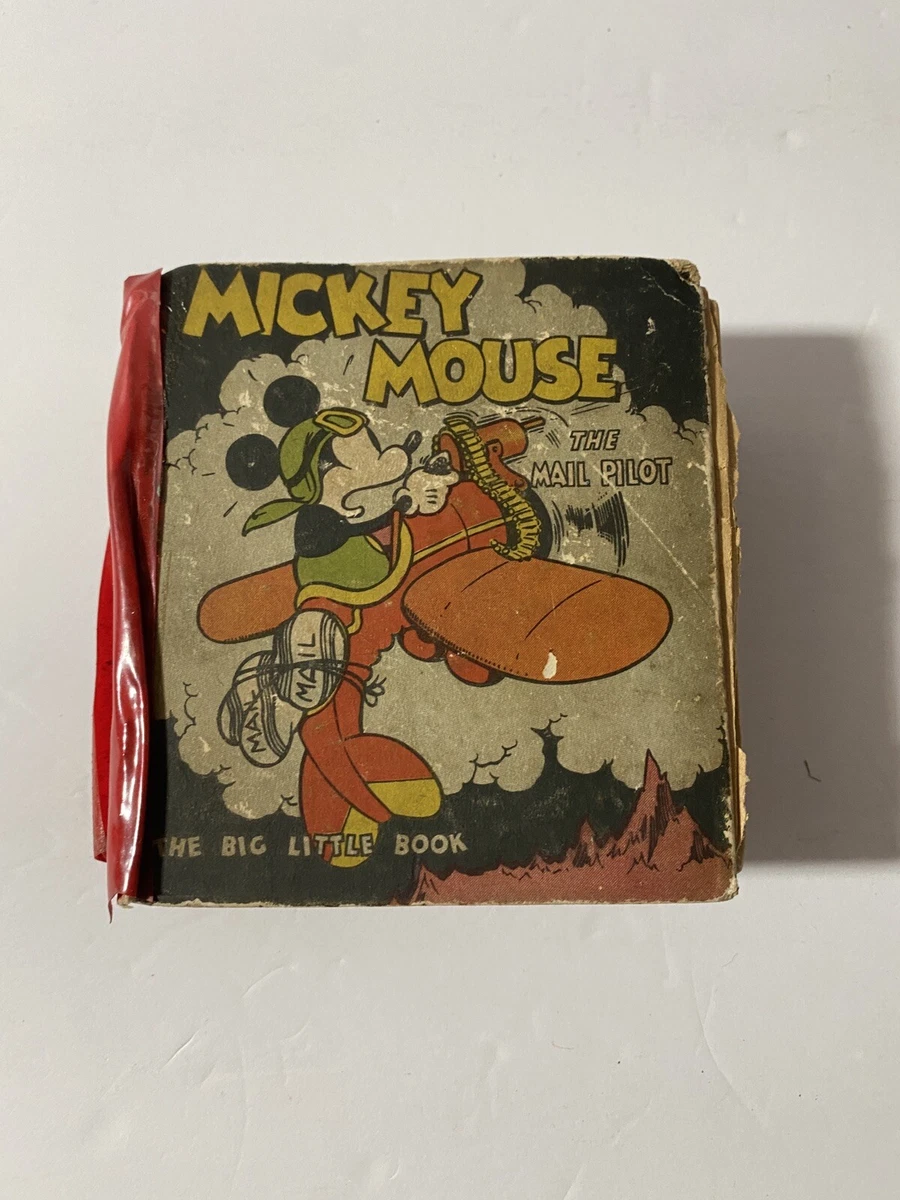 MICKEY
MOUSE
THE
MAIL PILOT
MAIL
MAIL
THE BIG LITTLE BOOK